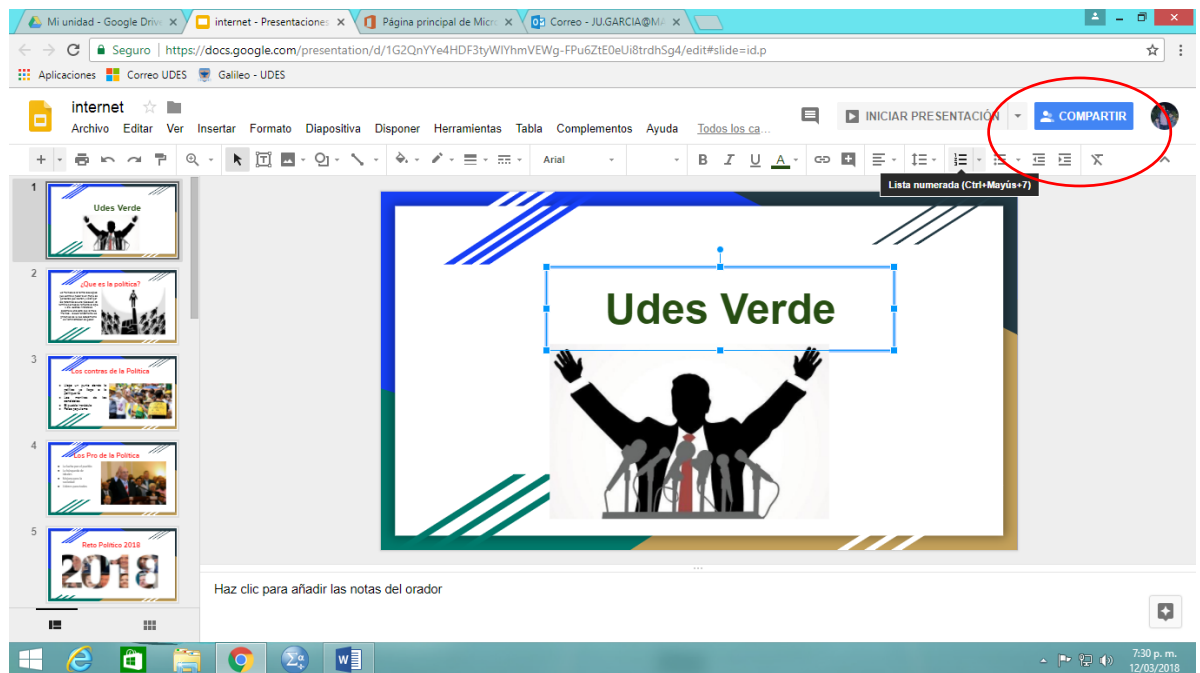 Mi unidad - Google Drive
internet - Presentaciones
Página principal de Micro
Correo - JU.GARCIA@MA
Seguro
https://docs.google.com/presentation/d/1G2QnYYe4HDF3tyWIYhmVEWg-FPu6ZtE0eUi8trdhSg4/edit#slide=id.p
Aplicaciones Correo UDES Galileo - UDES
internet
INICIAR PRESENTACIÓN
COMPARTIR
Archivo Editar Ver Insertar Formato Diapositiva Disponer Herramientas Tabla Complementos Ayuda Todos los ca...
Arial
B I U A
Lista numerada (Ctrl+Mayús+7)
1
Udes Verde
2
¿Que es la política?
3
Los contras de la Política
4
Los Pro de la Política
5
Reto Político 2018
2018
Udes Verde
Haz clic para añadir las notas del orador
7:30 p. m.
12/03/2018